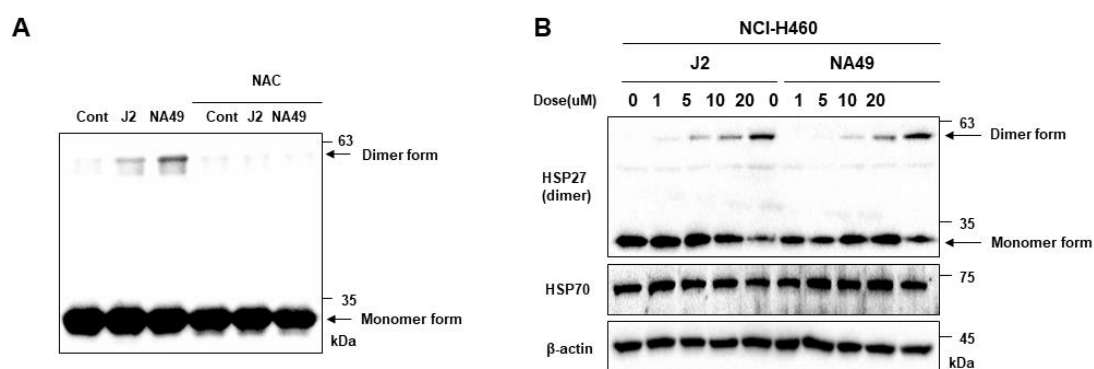 A
NAC
Cont J2 NA49 Cont J2 NA49
63
Dimer form
35
Monomer form
kDa
B
NCI-H460
J2 NA49
Dose(uM) 0 1 5 10 20 0 1 5 10 20
63
Dimer form
HSP27
(dimer)
35
Monomer form
HSP70
75
β-actin
45
kDa